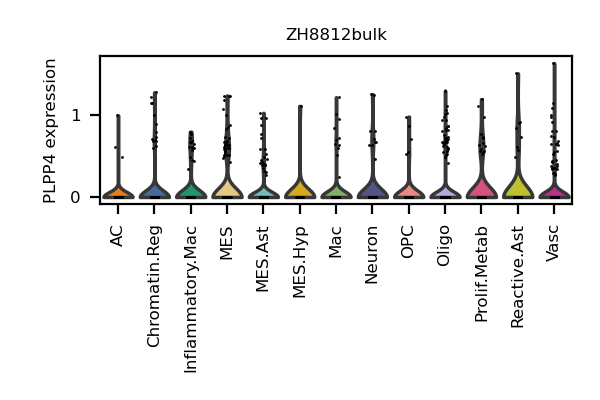 ZH8812bulk
PLPP4 expression
1
0
AC
Chromatin.Reg
Inflammatory.Mac
MES
MES.Ast
MES.Hyp
Mac
Neuron
OPC
Oligo
Prolif.Metab
Reactive.Ast
Vasc